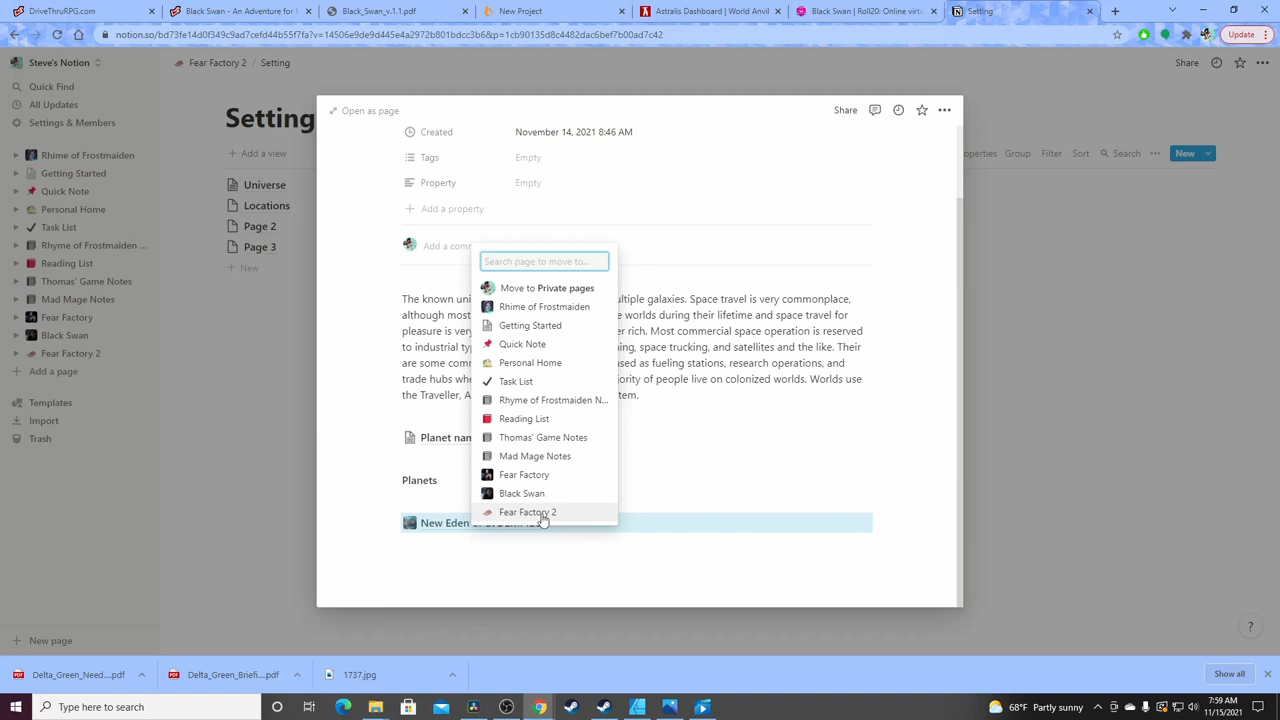 DriveThruRPG.com
Black Swan - An Adventure for
Black_Swan_v.1.1.pdf
New Project
Astralis Dashboard | World Anvil
Black Swan | Roll20: Online virtu
Setting
notion.so/bd73fe14d0f349c9ad7cefd44b55f7fa?v=14506e9de9d445e4a2972b801bdcc3b6&p=1cb90135d8c4482dac6bef7b00ad7c42
Update
Steve's Notion
Fear Factory 2 / Setting
Share
Quick Find
All Updates
Settings & Members
Rhime of Frostmaiden
Getting Started
Quick Note
Personal Home
Task List
Rhyme of Frostmaiden ...
Reading List
Thomas' Game Notes
Mad Mage Notes
Fear Factory
Black Swan
Fear Factory 2
Add a page
Templates
Import
Trash
New page
Setting
Add a view
operties Group Filter Sort Search New
Universe
Locations
Page 2
Page 3
New
Open as page
Share
Created November 14, 2021 8:46 AM
Tags Empty
Property Empty
Add a property
Add a comm
The known uni
ultiple galaxies. Space travel is very commonplace,
although most
worlds during their lifetime and space travel for
pleasure is very
er rich. Most commercial space operation is reserved
to industrial typ
ning, space trucking, and satellites and the like. Their
are some comm
used as fueling stations, research operations, and
trade hubs whe
jority of people live on colonized worlds. Worlds use
the Traveller, A
tem.
Planet nam
Planets
New Eden
Search page to move to...
Move to Private pages
Rhime of Frostmaiden
Getting Started
Quick Note
Personal Home
Task List
Rhyme of Frostmaiden N...
Reading List
Thomas' Game Notes
Mad Mage Notes
Fear Factory
Black Swan
Fear Factory 2
?
Delta_Green_Need....pdf
Delta_Green_Briefi....pdf
1737.jpg
Show all
Type here to search
68°F Partly sunny
7:59 AM
11/15/2021